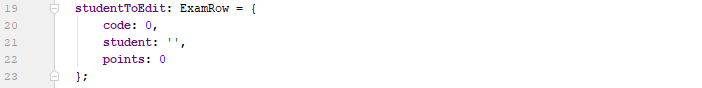 19 studentToEdit: ExamRow = {
20     code: 0,
21     student: '',
22     points: 0
23 };